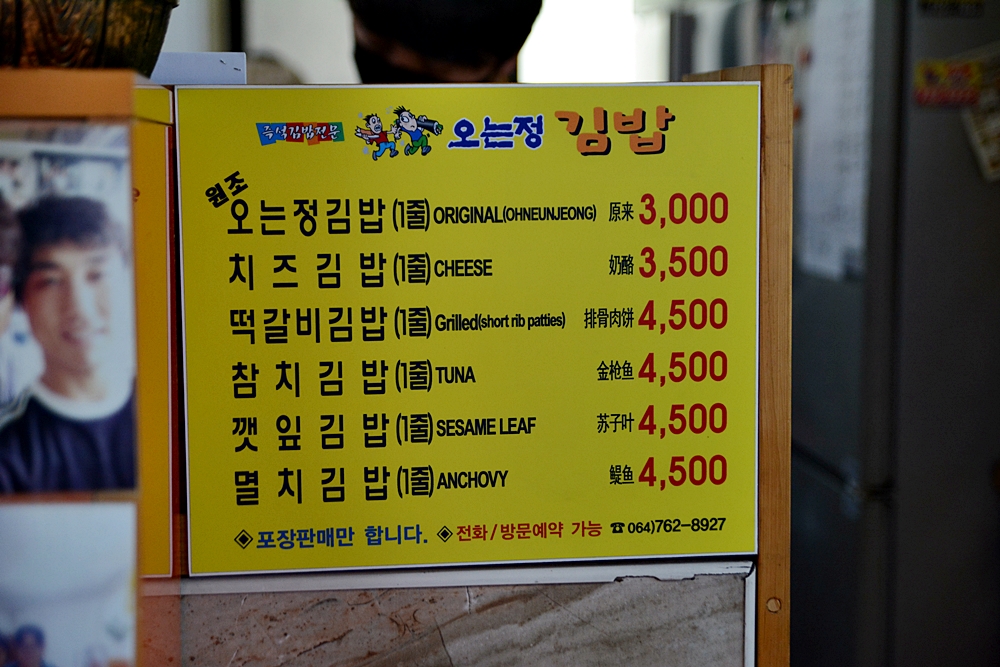 즉석김밥전문 오는정 김밥
원조
오는정김밥(1줄) ORIGINAL(OHNEUNJEONG) 原来 3,000
치즈김밥(1줄) CHEESE 奶酪 3,500
떡갈비김밥(1줄) Grilled(short rib patties) 排骨肉饼 4,500
참치김밥(1줄) TUNA 金枪鱼 4,500
깻잎김밥(1줄) SESAME LEAF 苏子叶 4,500
멸치김밥(1줄) ANCHOVY 鳀鱼 4,500
◈포장판매만 합니다. ◈전화/방문예약 가능 ☎064)762-8927